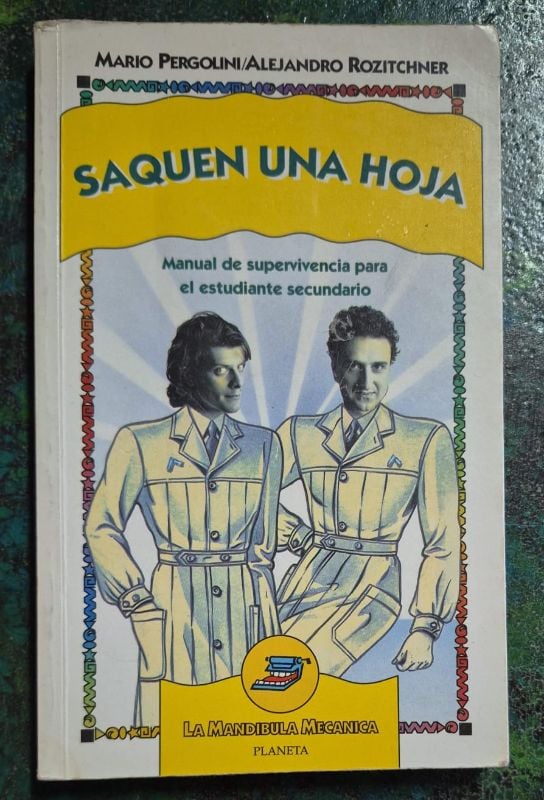 MARIO PERGOLINI/ALEJANDRO ROZITCHNER
SAQUEN UNA HOJA
Manual de supervivencia para
el estudiante secundario
LA MANDIBULA MECANICA
PLANETA